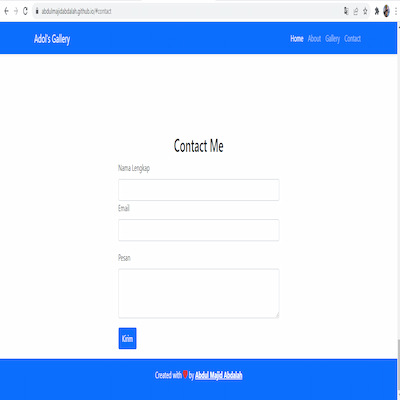 abdulmajidabdalah.github.io/#contact
Adol's Gallery
Home About Gallery Contact
Contact Me
Nama Lengkap
Email
Pesan
Kirim
Created with ❤ by Abdul Majid Abdalah